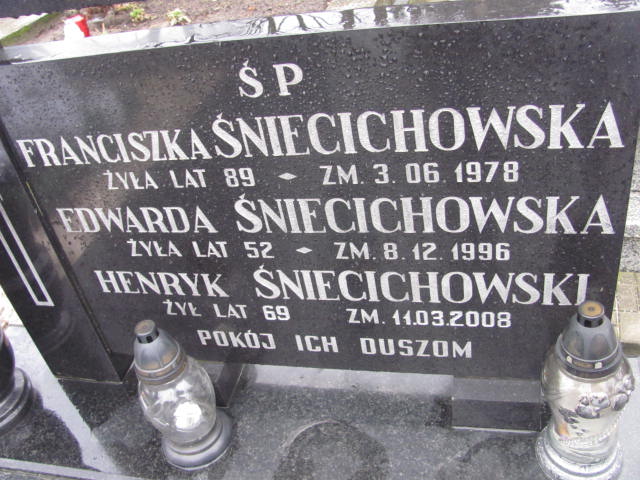 Ś P
FRANCISZKA ŚNIECICHOWSKA
ŻYŁA LAT 89 - ZM. 3.06.1978
EDWARDA ŚNIECICHOWSKA
ŻYŁA LAT 52 - ZM. 8.12.1996
HENRYK ŚNIECICHOWSKI
ŻYŁ LAT 69 ZM. 11.03.2008
POKÓJ ICH DUSZOM